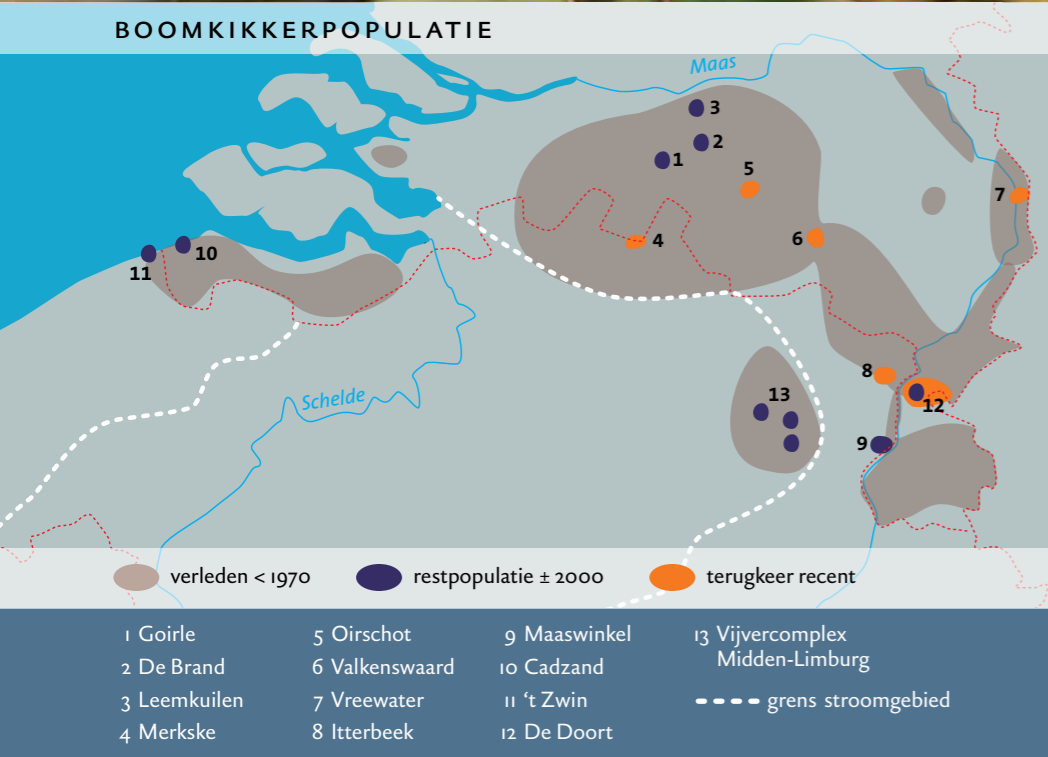 BOOMKIKKERPOPULATIE
Maas
3
2
1
5
7
4
6
10
11
8
13
12
Schelde
9
verleden < 1970
restpopulatie ± 2000
terugkeer recent
1 Goirle
2 De Brand
3 Leemkuilen
4 Merkske
5 Oirschot
6 Valkenswaard
7 Vreewater
8 Itterbeek
9 Maaswinkel
10 Cadzand
11 ‘t Zwin
12 De Doort
13 Vijvercomplex
Midden-Limburg
grens stroomgebied